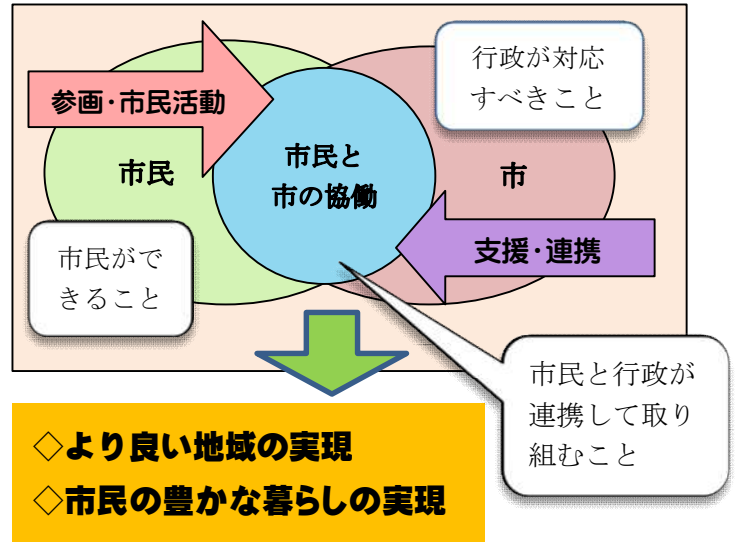 参画・市民活動
行政が対応
すべきこと
市民
市民と
市の協働
市
市民がで
きること
支援・連携
市民と行政が
連携して取り
組むこと
◇より良い地域の実現
◇市民の豊かな暮らしの実現